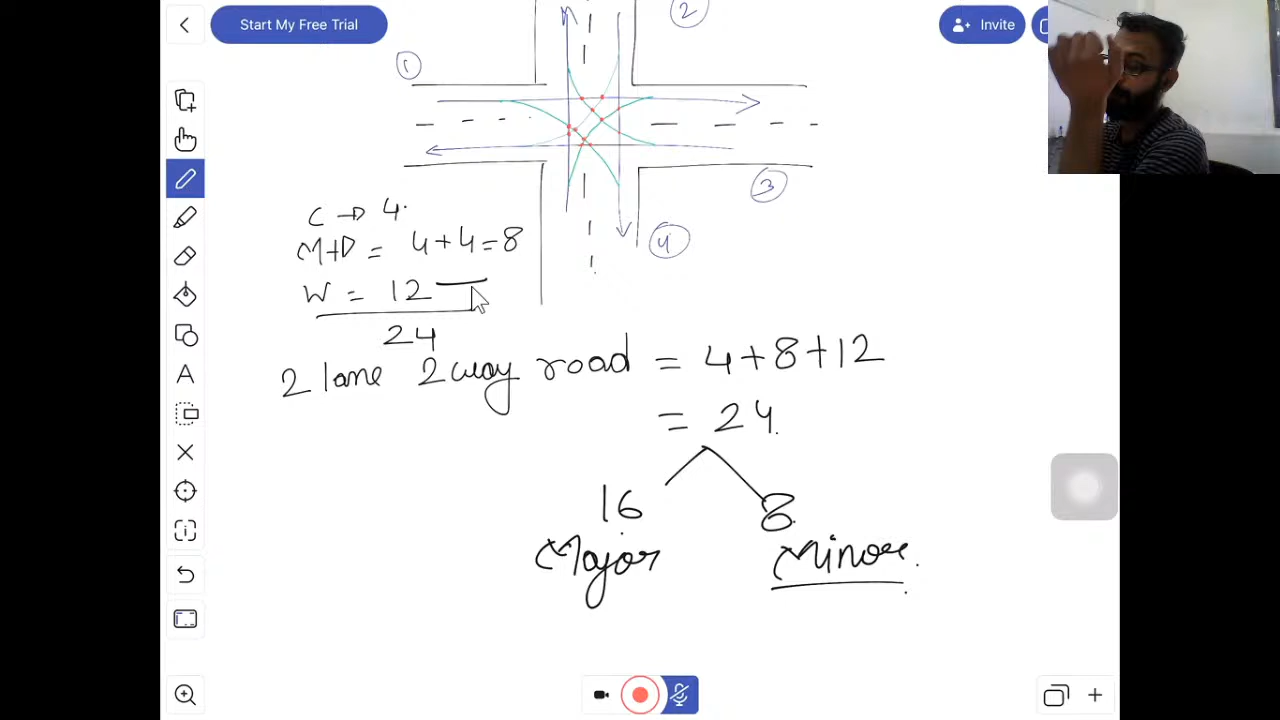 Start My Free Trial
Invite
2
1
3
4
C → 4.
M+D = 4+4=8
W = 12
24
2 lane 2 way road = 4+8+12
= 24.
16 8
Major Minor.
A